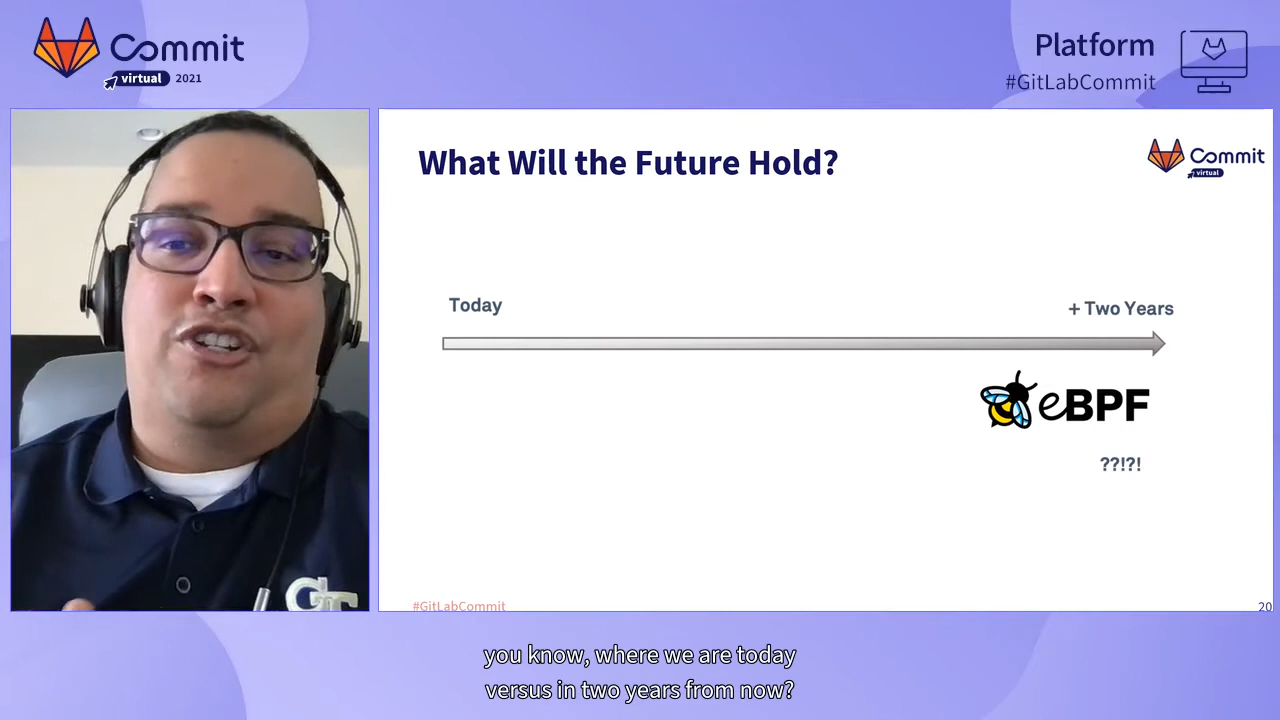 Commit
virtual 2021
Platform
#GitLabCommit
What Will the Future Hold?
Commit
virtual
Today
+ Two Years
eBPF
??!?!
GT
#GitLabCommit
20
you know, where we are today
versus in two years from now?